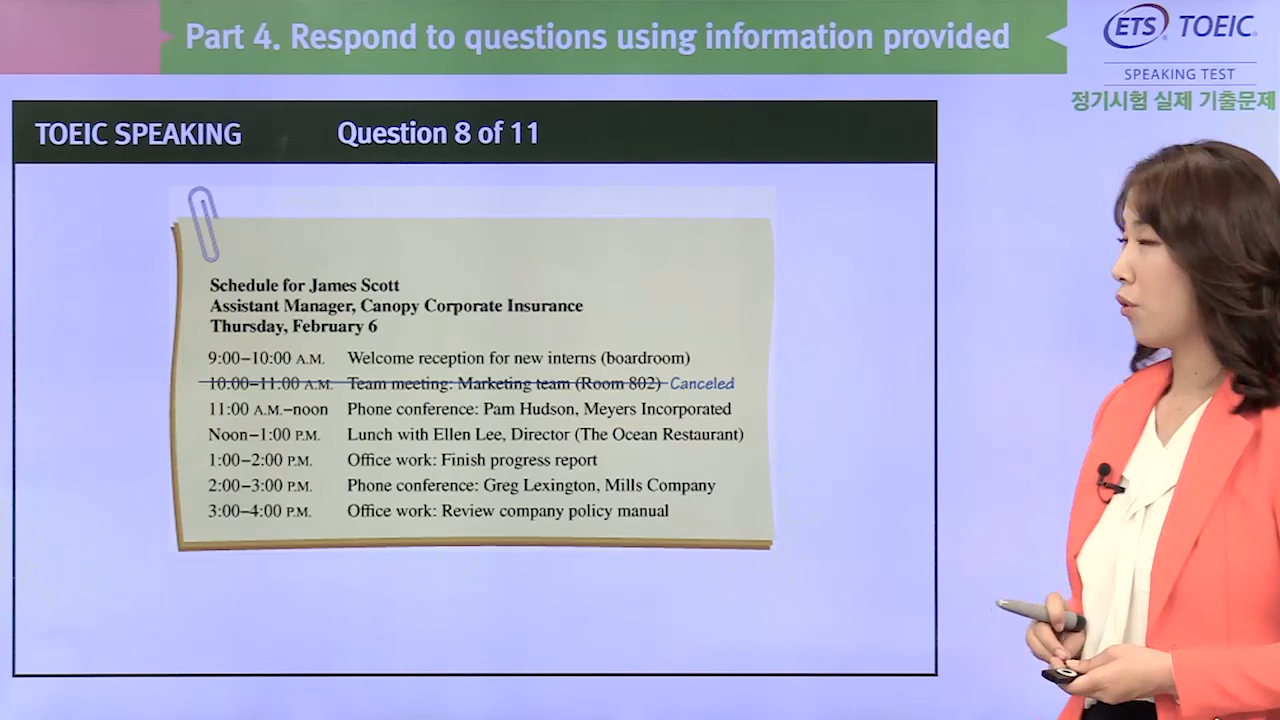 Part 4. Respond to questions using information provided
ETS TOEIC
SPEAKING TEST
정기시험 실제 기출문제
TOEIC SPEAKING Question 8 of 11
Schedule for James Scott
Assistant Manager, Canopy Corporate Insurance
Thursday, February 6
9:00–10:00 A.M. Welcome reception for new interns (boardroom)
10:00–11:00 A.M. Team meeting: Marketing team (Room 802) Canceled
11:00 A.M.–noon Phone conference: Pam Hudson, Meyers Incorporated
Noon–1:00 P.M. Lunch with Ellen Lee, Director (The Ocean Restaurant)
1:00–2:00 P.M. Office work: Finish progress report
2:00–3:00 P.M. Phone conference: Greg Lexington, Mills Company
3:00–4:00 P.M. Office work: Review company policy manual